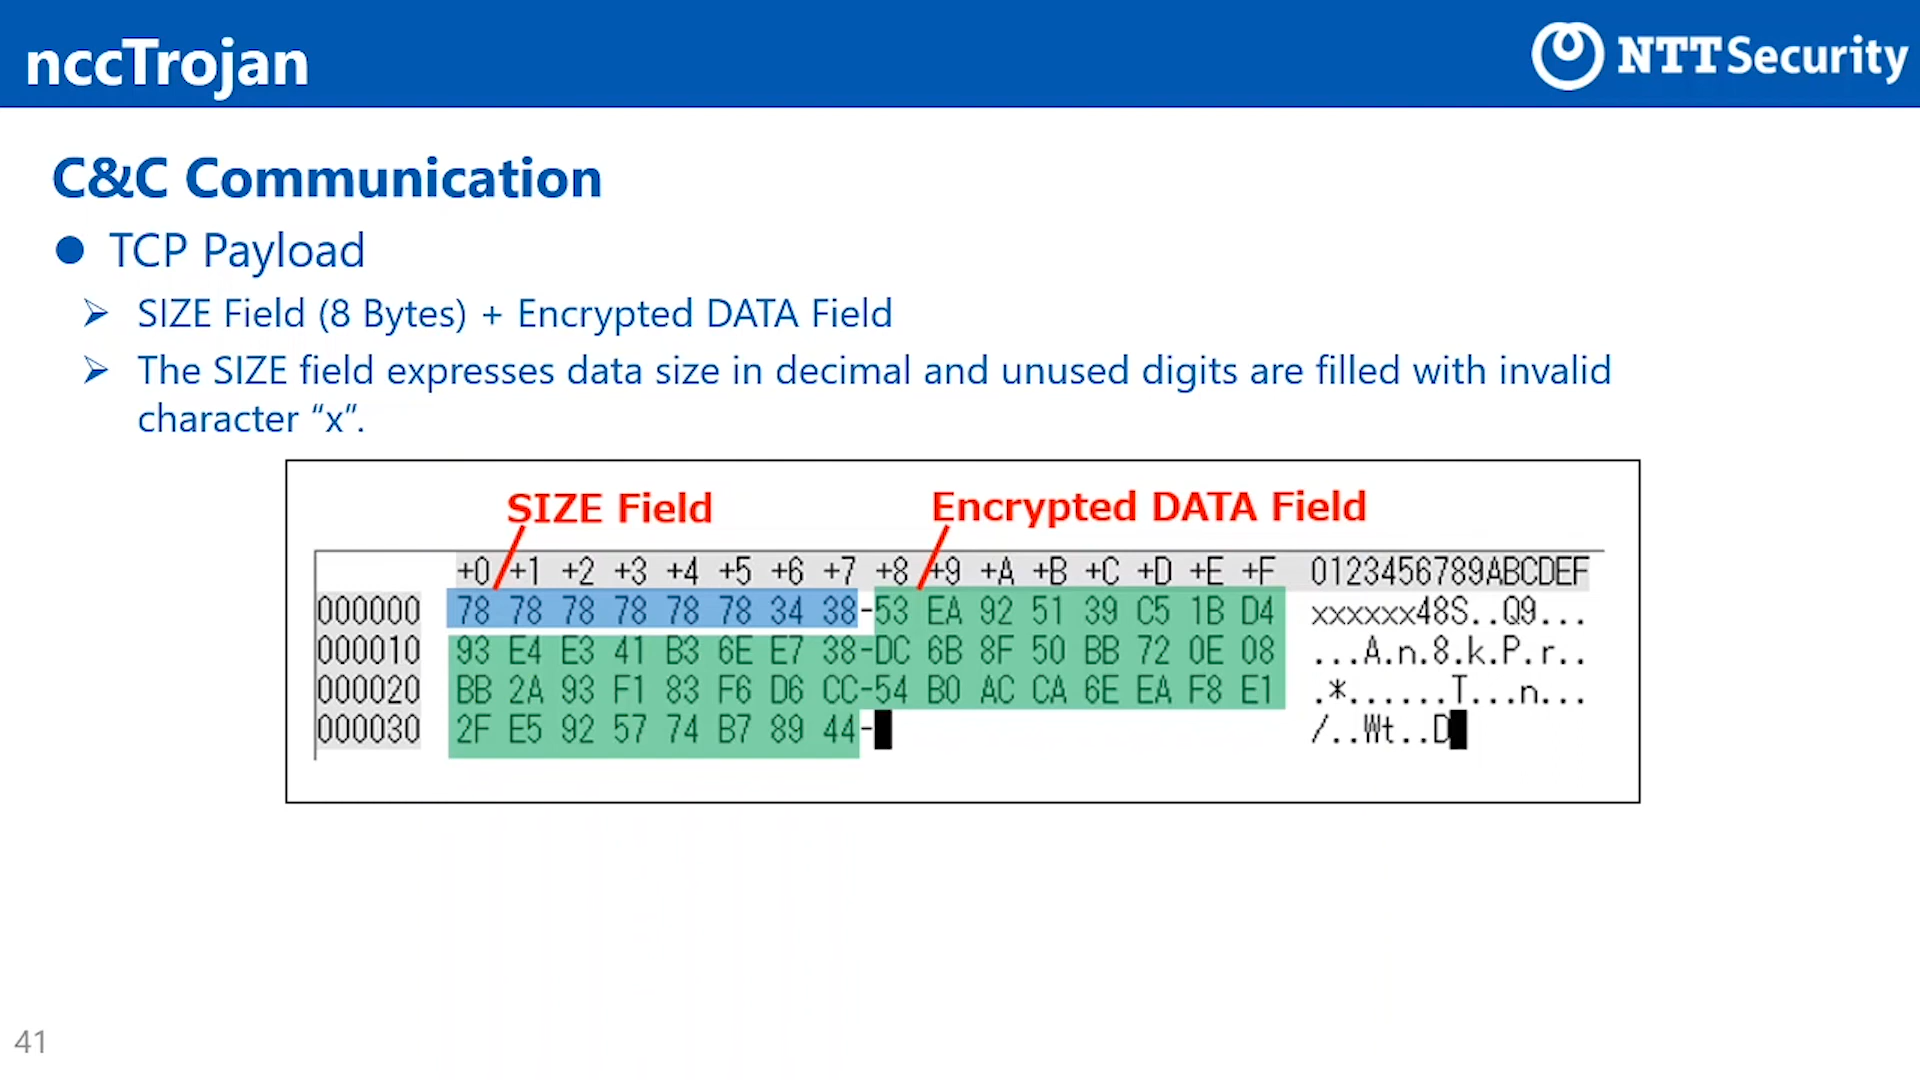 nccTrojan
NTT Security
C&C Communication
● TCP Payload
➢ SIZE Field (8 Bytes) + Encrypted DATA Field
➢ The SIZE field expresses data size in decimal and unused digits are filled with invalid
character “x”.
SIZE Field Encrypted DATA Field
+0 +1 +2 +3 +4 +5 +6 +7 +8 +9 +A +B +C +D +E +F 0123456789ABCDEF
000000 78 78 78 78 78 78 34 38-53 EA 92 51 39 C5 1B D4 xxxxxx48S..Q9...
000010 93 E4 E3 41 B3 6E E7 38-DC 6B 8F 50 BB 72 0E 08 ...A.n.8.k.P.r..
000020 BB 2A 93 F1 83 F6 D6 CC-54 B0 AC CA 6E EA F8 E1 .*......T...n...
000030 2F E5 92 57 74 B7 89 44- /..Wt..D
41